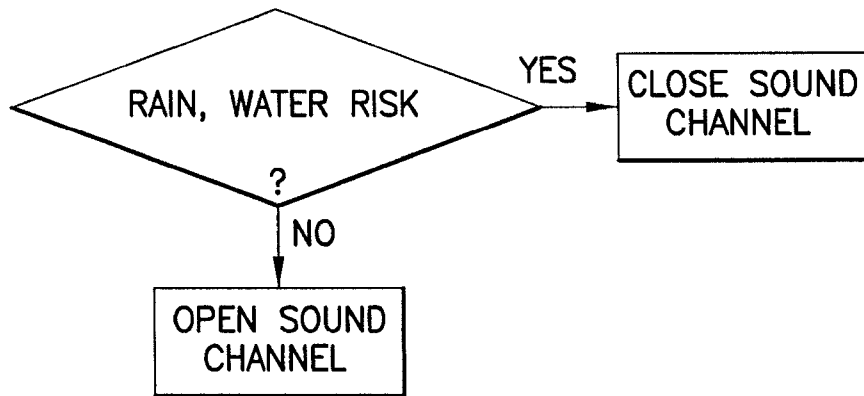 RAIN, WATER RISK
?
YES
CLOSE SOUND
CHANNEL
NO
OPEN SOUND
CHANNEL